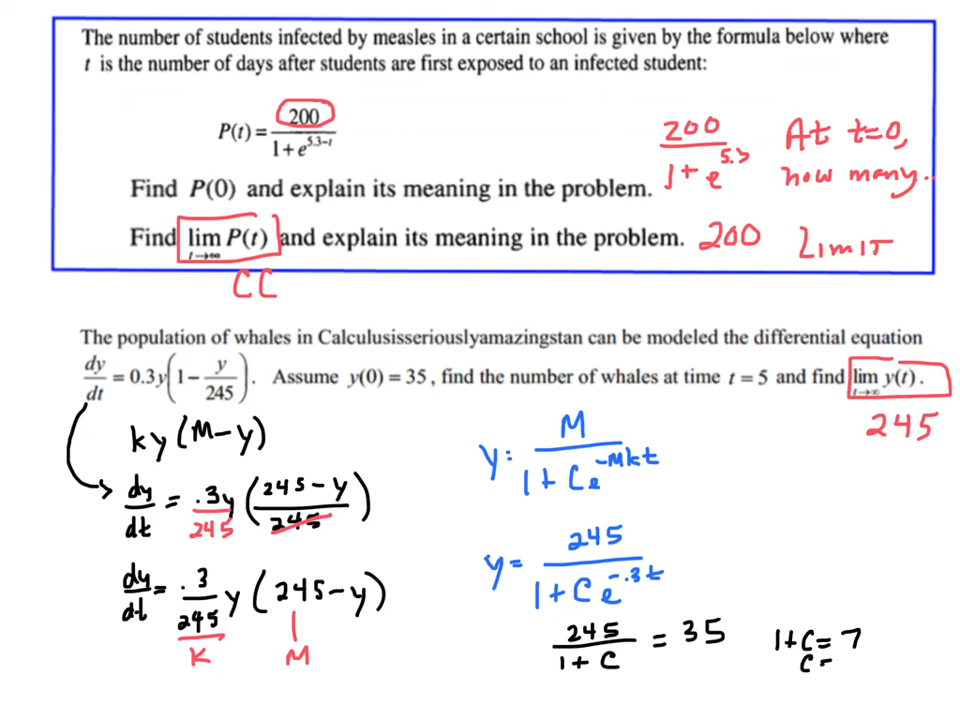 The number of students infected by measles in a certain school is given by the formula below where
t is the number of days after students are first exposed to an infected student:
P(t) = 200 / (1 + e^(5.3−t))
200 / (1 + e^5.3) At t=0,
how many.
Find P(0) and explain its meaning in the problem.
Find lim t→∞ P(t) and explain its meaning in the problem. 200 Limit
CC
The population of whales in Calculusisseriouslyamazingstan can be modeled the differential equation
dy/dt = 0.3y(1 − y/245). Assume y(0) = 35, find the number of whales at time t = 5 and find lim t→∞ y(t).
245
ky(M−y)
y = M / (1 + Ce^(−Mkt))
dy/dt = .3y/245 ((245−y)/245)
y = 245 / (1 + Ce^(−.3t))
dy/dt = .3/245 y (245−y)
K M
245 / (1 + C) = 35
1+C = 7
C =